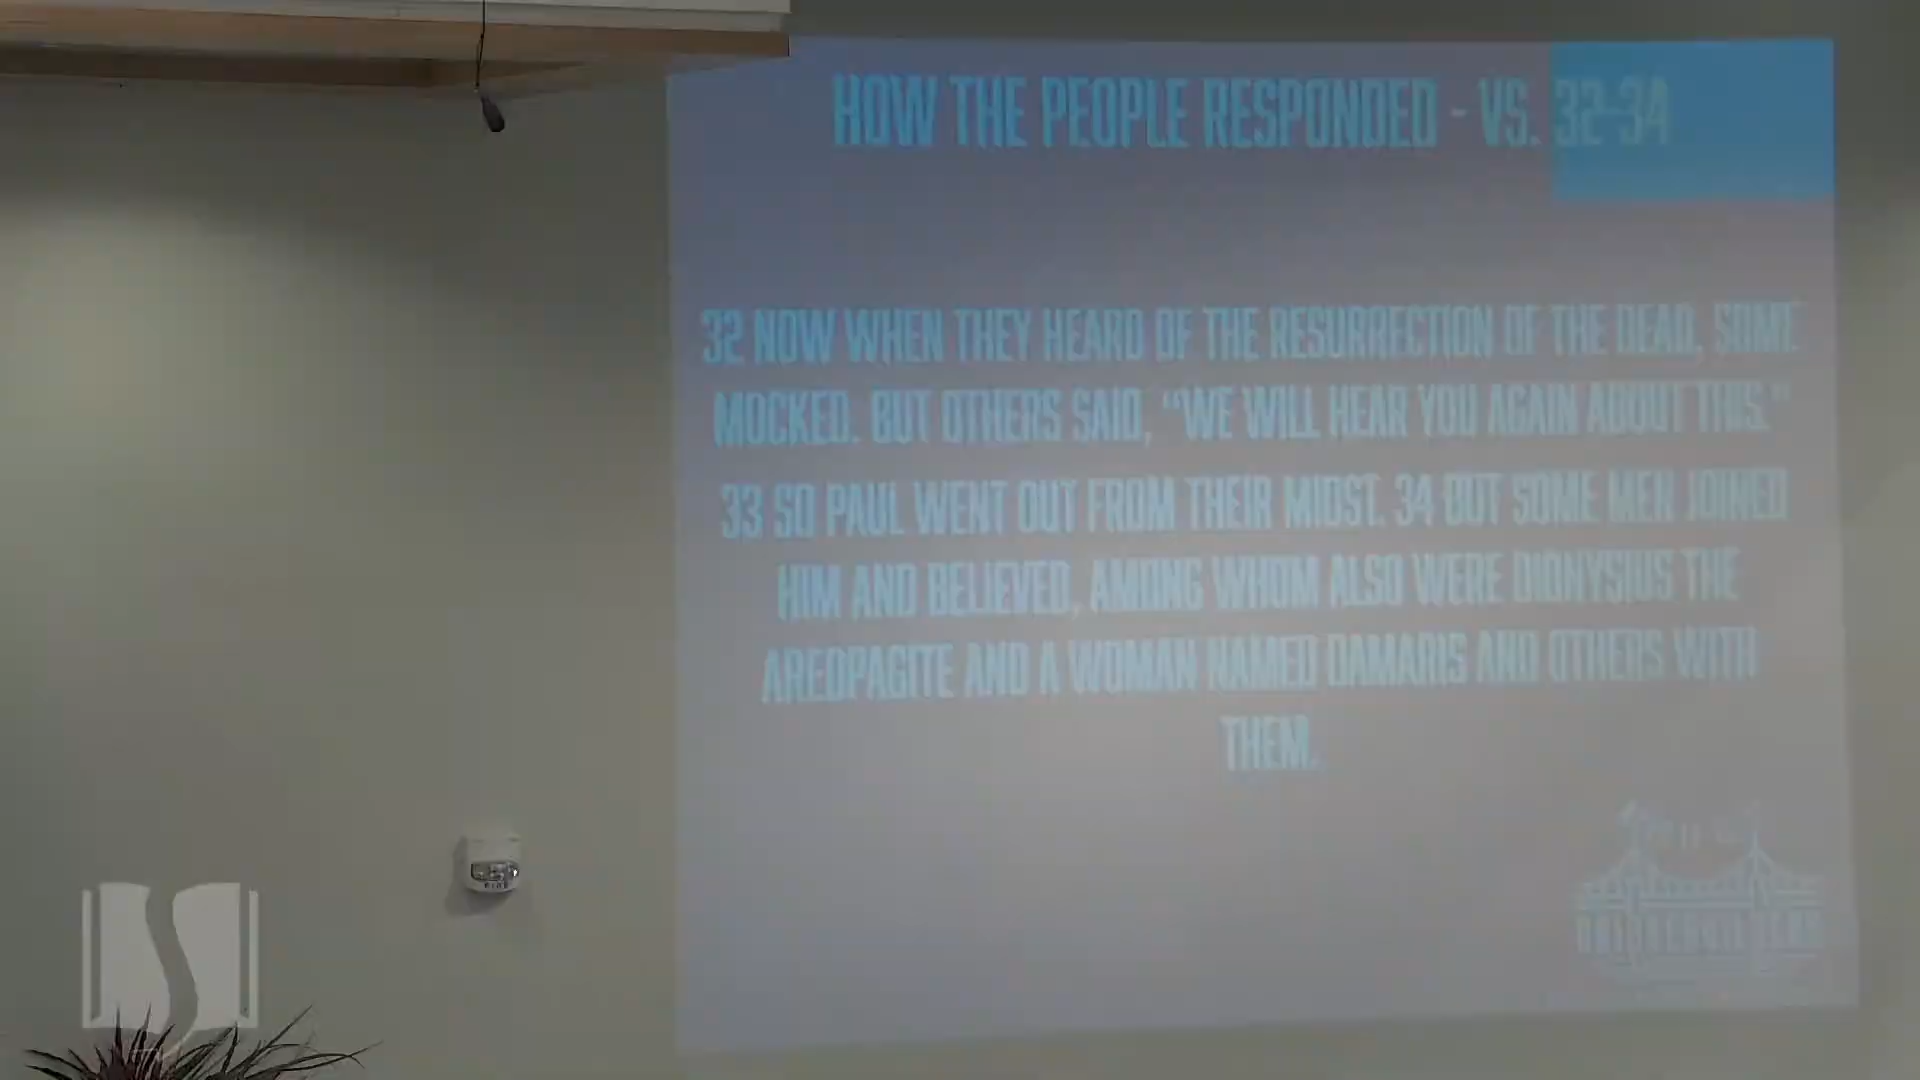 HOW THE PEOPLE RESPONDED - VS. 32-34
32 NOW WHEN THEY HEARD OF THE RESURRECTION OF THE DEAD, SOME
MOCKED. BUT OTHERS SAID, “WE WILL HEAR YOU AGAIN ABOUT THIS.”
33 SO PAUL WENT OUT FROM THEIR MIDST. 34 BUT SOME MEN JOINED
HIM AND BELIEVED, AMONG WHOM ALSO WERE DIONYSIUS THE
AREOPAGITE AND A WOMAN NAMED DAMARIS AND OTHERS WITH
THEM.
FIRE